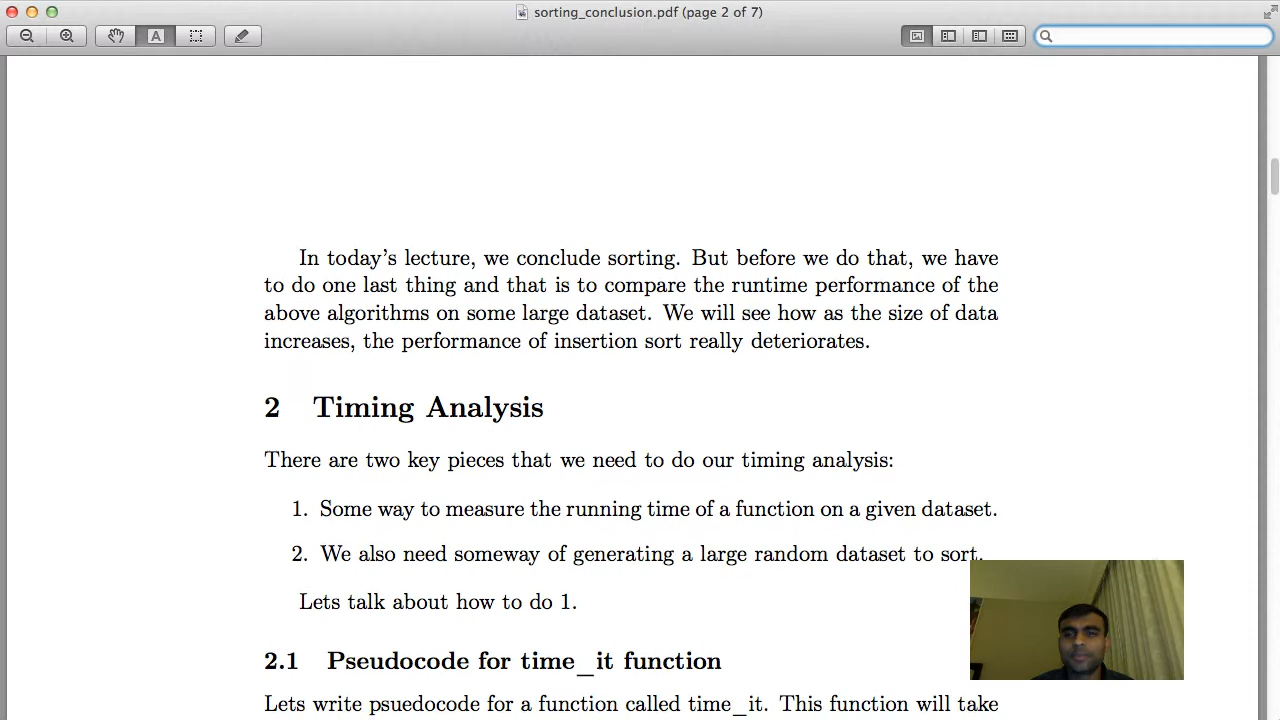 sorting_conclusion.pdf (page 2 of 7)
In today's lecture, we conclude sorting. But before we do that, we have
to do one last thing and that is to compare the runtime performance of the
above algorithms on some large dataset. We will see how as the size of data
increases, the performance of insertion sort really deteriorates.
2 Timing Analysis
There are two key pieces that we need to do our timing analysis:
1. Some way to measure the running time of a function on a given dataset.
2. We also need someway of generating a large random dataset to sort.
Lets talk about how to do 1.
2.1 Pseudocode for time_it function
Lets write psuedocode for a function called time_it. This function will take